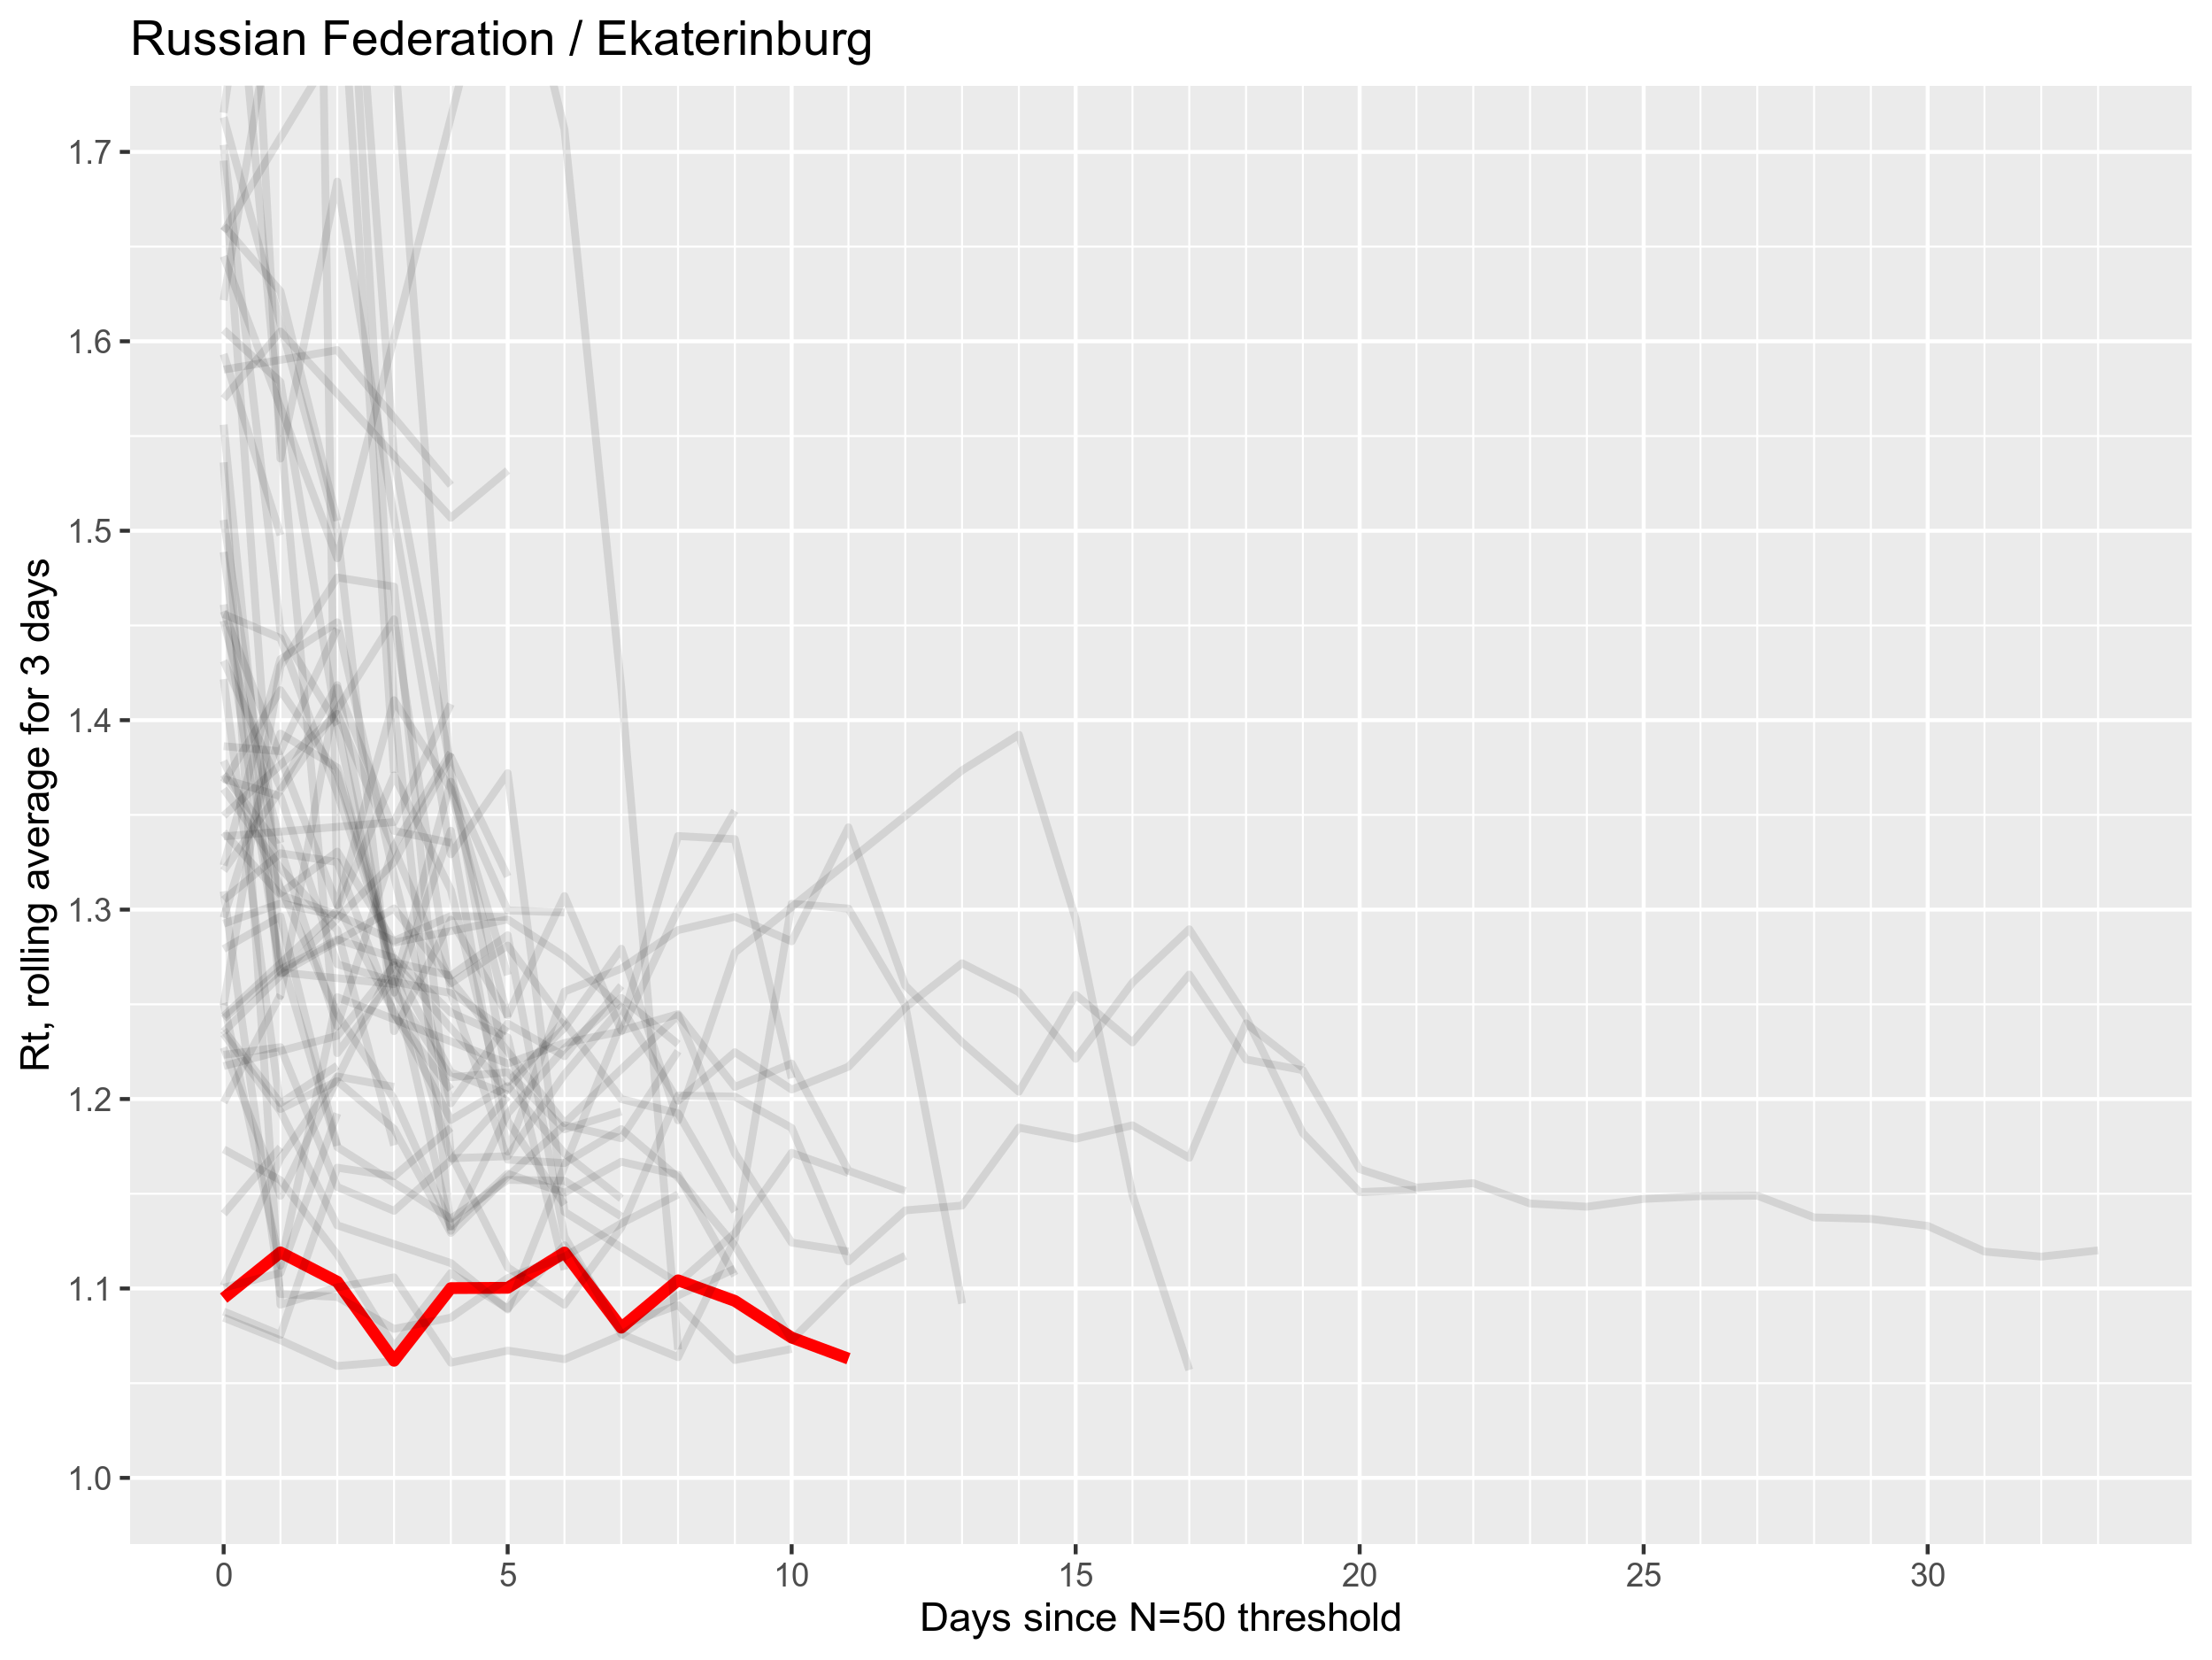 Russian Federation / Ekaterinburg
Rt, rolling average for 3 days
1.7
1.6
1.5
1.4
1.3
1.2
1.1
1.0
0 5 10 15 20 25 30
Days since N=50 threshold